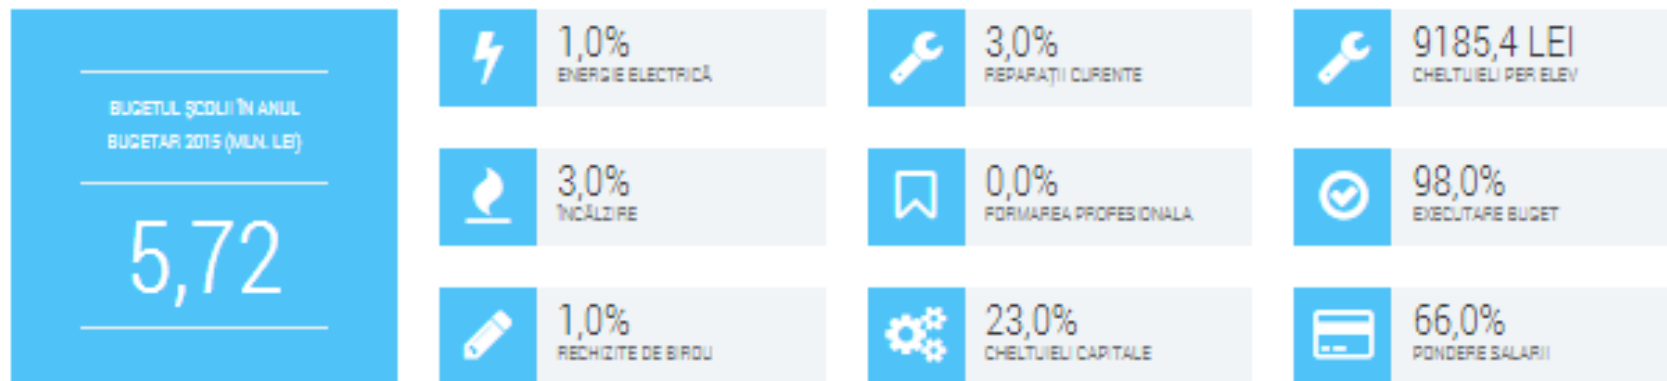 BUGETUL ȘCOLII ÎN ANUL
BUGETAR 2015 (MLN. LEI)
5,72
1,0%
ENERGIE ELECTRICĂ
3,0%
ÎNCĂLZIRE
1,0%
RECHIZITE DE BIROU
3,0%
REPARAȚII CURENTE
0,0%
FORMAREA PROFESIONALA
23,0%
CHELTUIELI CAPITALE
9185,4 LEI
CHELTUIELI PER ELEV
98,0%
EXECUTARE BUGET
66,0%
PONDERE SALARII